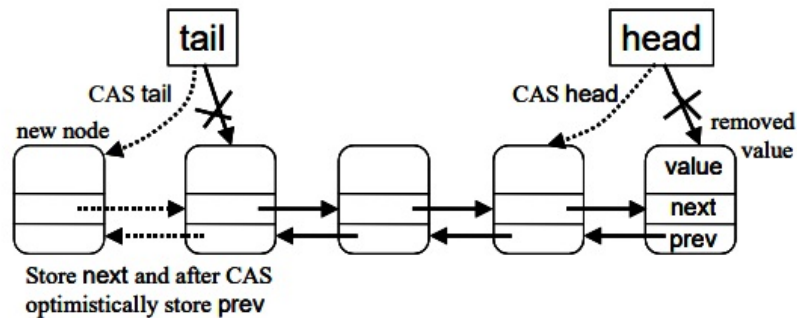 tail
head
CAS tail
CAS head
new node
removed
value
value
next
prev
Store next and after CAS
optimistically store prev